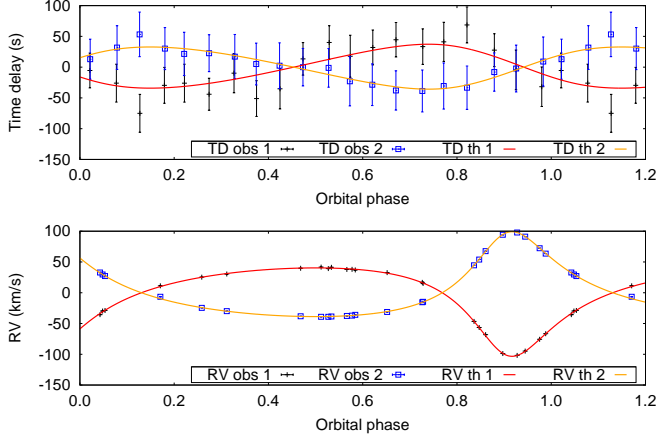 100
50
0
-50
-100
-150
Time delay (s)
TD obs 1 TD obs 2 TD th 1 TD th 2
0.0 0.2 0.4 0.6 0.8 1.0 1.2
Orbital phase
100
50
0
-50
-100
-150
RV (km/s)
RV obs 1 RV obs 2 RV th 1 RV th 2
0.0 0.2 0.4 0.6 0.8 1.0 1.2
Orbital phase